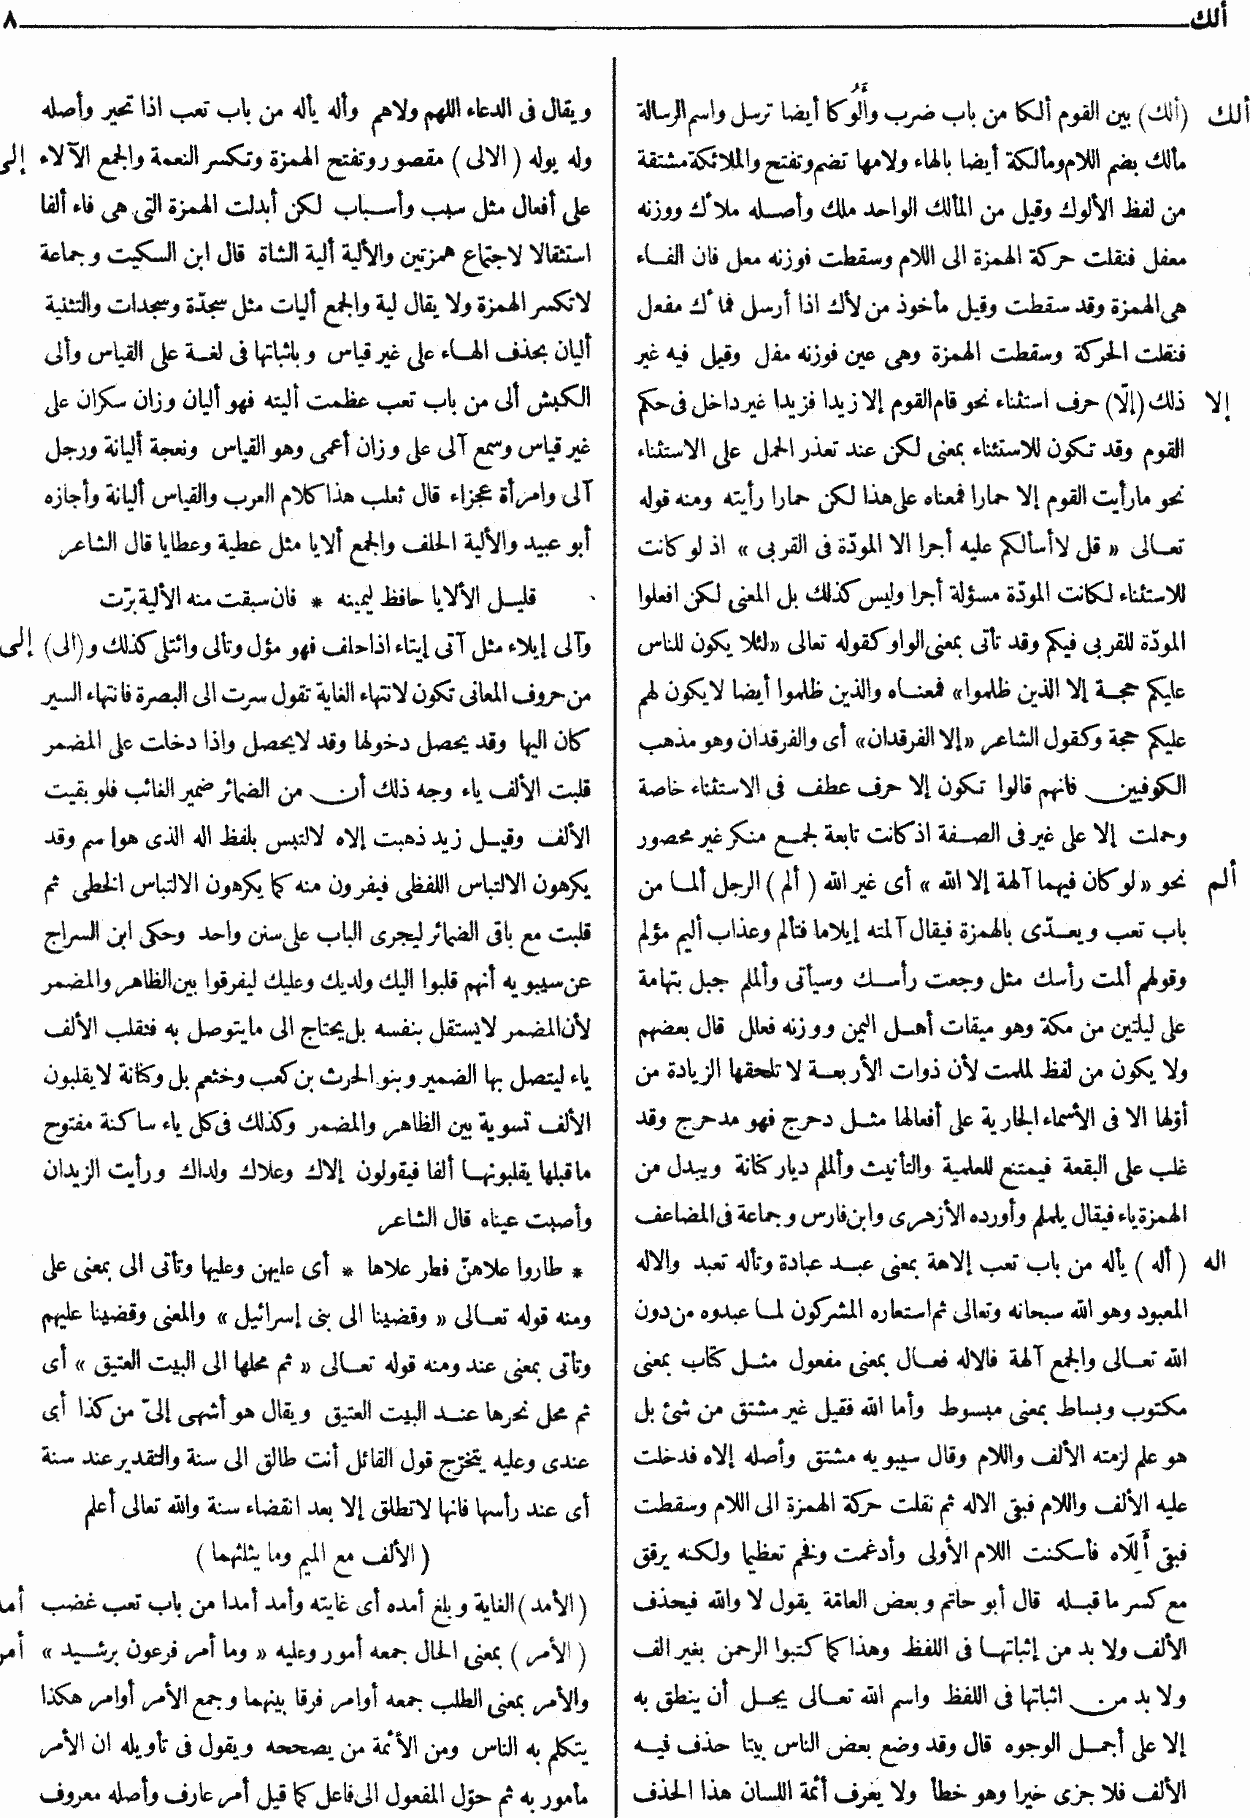 ألك
٨
ألك
(ألك) بين القوم ألكا من باب ضرب وأَلُوكا أيضا ترسل واسم الرسالة
مألك بضم اللام ومألكة أيضا بالهاء ولامها تضم وتفتح والملائكة مشتقة
من لفظ الألوك وقيل من المألك الواحد ملك وأصله ملأك ووزنه
معفل فنقلت حركة الهمزة الى اللام وسقطت فوزنه معل فان الفاء
هى الهمزة وقد سقطت وقيل مأخوذ من لأك اذا أرسل فملأك مفعل
فنقلت الحركة وسقطت الهمزة وهى عين فوزنه مفل وقيل فيه غير
إلا
ذلك (إلّا) حرف استثناء نحو قام القوم إلا زيدا فزيدا غير داخل فى حكم
القوم وقد تكون للاستثناء بمعنى لكن عند تعذر الحمل على الاستثناء
نحو مارأيت القوم إلا حمارا فمعناه على هذا لكن حمارا رأيته ومنه قوله
تعالى « قل لاأسألكم عليه أجرا الا المودّة فى القربى » اذ لو كانت
للاستثناء لكانت المودّة مسؤلة أجرا وليس كذلك بل المعنى لكن افعلوا
المودّة للقربى فيكم وقد تأتى بمعنى الواو كقوله تعالى «لئلا يكون للناس
عليكم حجة إلا الذين ظلموا» فمعناه والذين ظلموا أيضا لايكون لهم
عليكم حجة وكقول الشاعر «إلا الفرقدان» أى والفرقدان وهو مذهب
الكوفيين فانهم قالوا تكون إلا حرف عطف فى الاستثناء خاصة
وحملت إلا على غير فى الصفة اذ كانت تابعة لجمع منكر غير محصور
ألم
نحو «لو كان فيهما آلهة إلا الله » أى غير الله ( ألم ) الرجل ألما من
باب تعب ويعدّى بالهمزة فيقال آلمته إيلاما فتألم وعذاب أليم مؤلم
وقولهم ألمت رأسك مثل وجعت رأسك وسيأتى وألملم جبل بتهامة
على ليلتين من مكة وهو ميقات أهل اليمن ووزنه فعلل قال بعضهم
ولا يكون من لفظ لملمت لأن ذوات الأربعة لا تلحقها الزيادة من
أوّلها الا فى الأسماء الجارية على أفعالها مثل دحرج فهو مدحرج وقد
غلب على البقعة فيمتنع للعلمية والتأنيث وألملم ديار كنانة ويبدل من
الهمزة ياء فيقال يلملم وأورده الأزهرى وابن فارس وجماعة فى المضاعف
اله
( أله ) يأله من باب تعب إلاهة بمعنى عبد عبادة وتأله تعبد والاله
المعبود وهو الله سبحانه وتعالى ثم استعاره المشركون لما عبدوه من دون
الله تعالى والجمع آلهة فالاله فعال بمعنى مفعول مثل كتاب بمعنى
مكتوب وبساط بمعنى مبسوط وأما الله فقيل غير مشتق من شئ بل
هو علم لزمته الألف واللام وقال سيبويه مشتق وأصله إلاه فدخلت
عليه الألف واللام فبقى الاله ثم نقلت حركة الهمزة الى اللام وسقطت
فبقى أَلِلَاه فأسكنت اللام الأولى وأدغمت وفخم تعظيما ولكنه يرقق
مع كسر ماقبله قال أبو حاتم وبعض العامّة يقول لا والله فيحذف
الألف ولا بد من إثباتها فى اللفظ وهذا كما كتبوا الرحمن بغير الف
ولا بد من اثباتها فى اللفظ واسم الله تعالى يجل أن ينطق به
إلا على أجمل الوجوه قال وقد وضع بعض الناس بيتا حذف فيه
الألف فلا جزى خيرا وهو خطأ ولا يعرف أئمة اللسان هذا الحذف
ويقال فى الدعاء اللهم ولاهم وأله يأله من باب تعب اذا تحير وأصله
وله يوله ( الالى ) مقصور وتفتح الهمزة وتكسر النعمة والجمع الآلاء
إلى
على أفعال مثل سبب وأسباب لكن أبدلت الهمزة التى هى فاء ألفا
استثقالا لاجتماع همزتين والألية ألية الشاة قال ابن السكيت وجماعة
لاتكسر الهمزة ولا يقال لية والجمع أليات مثل سجدّة وسجدات والتثنية
أليان بحذف الهاء على غير قياس وباثباتها فى لغة على القياس وألى
الكبش ألى من باب تعب عظمت أليته فهو أليان وزان سكران على
غير قياس وسمع آلى على وزان أعمى وهو القياس ونعجة أليانة ورجل
آلى وامرأة عجزاء قال ثعلب هذا كلام العرب والقياس أليانة وأجازه
أبو عبيد والألية الحلف والجمع ألايا مثل عطية وعطايا قال الشاعر
قليل الألايا حافظ ليمينه * فان سبقت منه الألية برّت
وآلى إيلاء مثل آتى إيتاء اذا حلف فهو مؤل وتألى وائتلى كذلك و(الى)
إلى
من حروف المعانى تكون لانتهاء الغاية تقول سرت الى البصرة فانتهاء السير
كان اليها وقد يحصل دخولها وقد لايحصل واذا دخلت على المضمر
قلبت الألف ياء وجه ذلك أن من الضمائر ضمير الغائب فلو بقيت
الألف وقيل زيد ذهبت إلاه لالتبس بلفظ اله الذى هو اسم وقد
يكرهون الالتباس اللفظى فيفرون منه كما يكرهون الالتباس الخطى ثم
قلبت مع باقى الضمائر ليجرى الباب على سنن واحد وحكى ابن السراج
عن سيبويه أنهم قلبوا اليك ولديك وعليك ليفرقوا بين الظاهر والمضمر
لأن المضمر لايستقل بنفسه بل يحتاج الى مايتوصل به فتقلب الألف
ياء ليتصل بها الضمير وبنو الحرث بن كعب وخثعم بل وكنانة لايقلبون
الألف تسوية بين الظاهر والمضمر وكذلك فى كل ياء ساكنة مفتوح
ماقبلها يقلبونها ألفا فيقولون إلاك وعلاك ولداك ورأيت الزيدان
وأصبت عيناه قال الشاعر
* طاروا علاهنّ فطر علاها * أى عليهن وعليها وتأتى الى بمعنى على
ومنه قوله تعالى « وقضينا الى بنى إسرائيل » والمعنى وقضينا عليهم
وتأتى بمعنى عند ومنه قوله تعالى « ثم محلها الى البيت العتيق » أى
ثم محل نحرها عند البيت العتيق ويقال هو أشهى إلىّ من كذا أى
عندى وعليه يتخرّج قول القائل أنت طالق الى سنة والتقدير عند سنة
أى عند رأسها فانها لاتطلق إلا بعد انقضاء سنة والله تعالى أعلم
( الألف مع الميم وما يثلثهما )
( الأمد ) الغاية وبلغ أمده أى غايته وأمد أمدا من باب تعب غضب
أمد
( الأمر ) بمعنى الحال جمعه أمور وعليه « وما أمر فرعون برشيد »
أمر
والأمر بمعنى الطلب جمعه أوامر فرقا بينهما وجمع الأمر أوامر هكذا
يتكلم به الناس ومن الأئمة من يصححه ويقول فى تأويله ان الأمر
مأمور به ثم حوّل المفعول الى فاعل كما قيل أمر عارف وأصله معروف